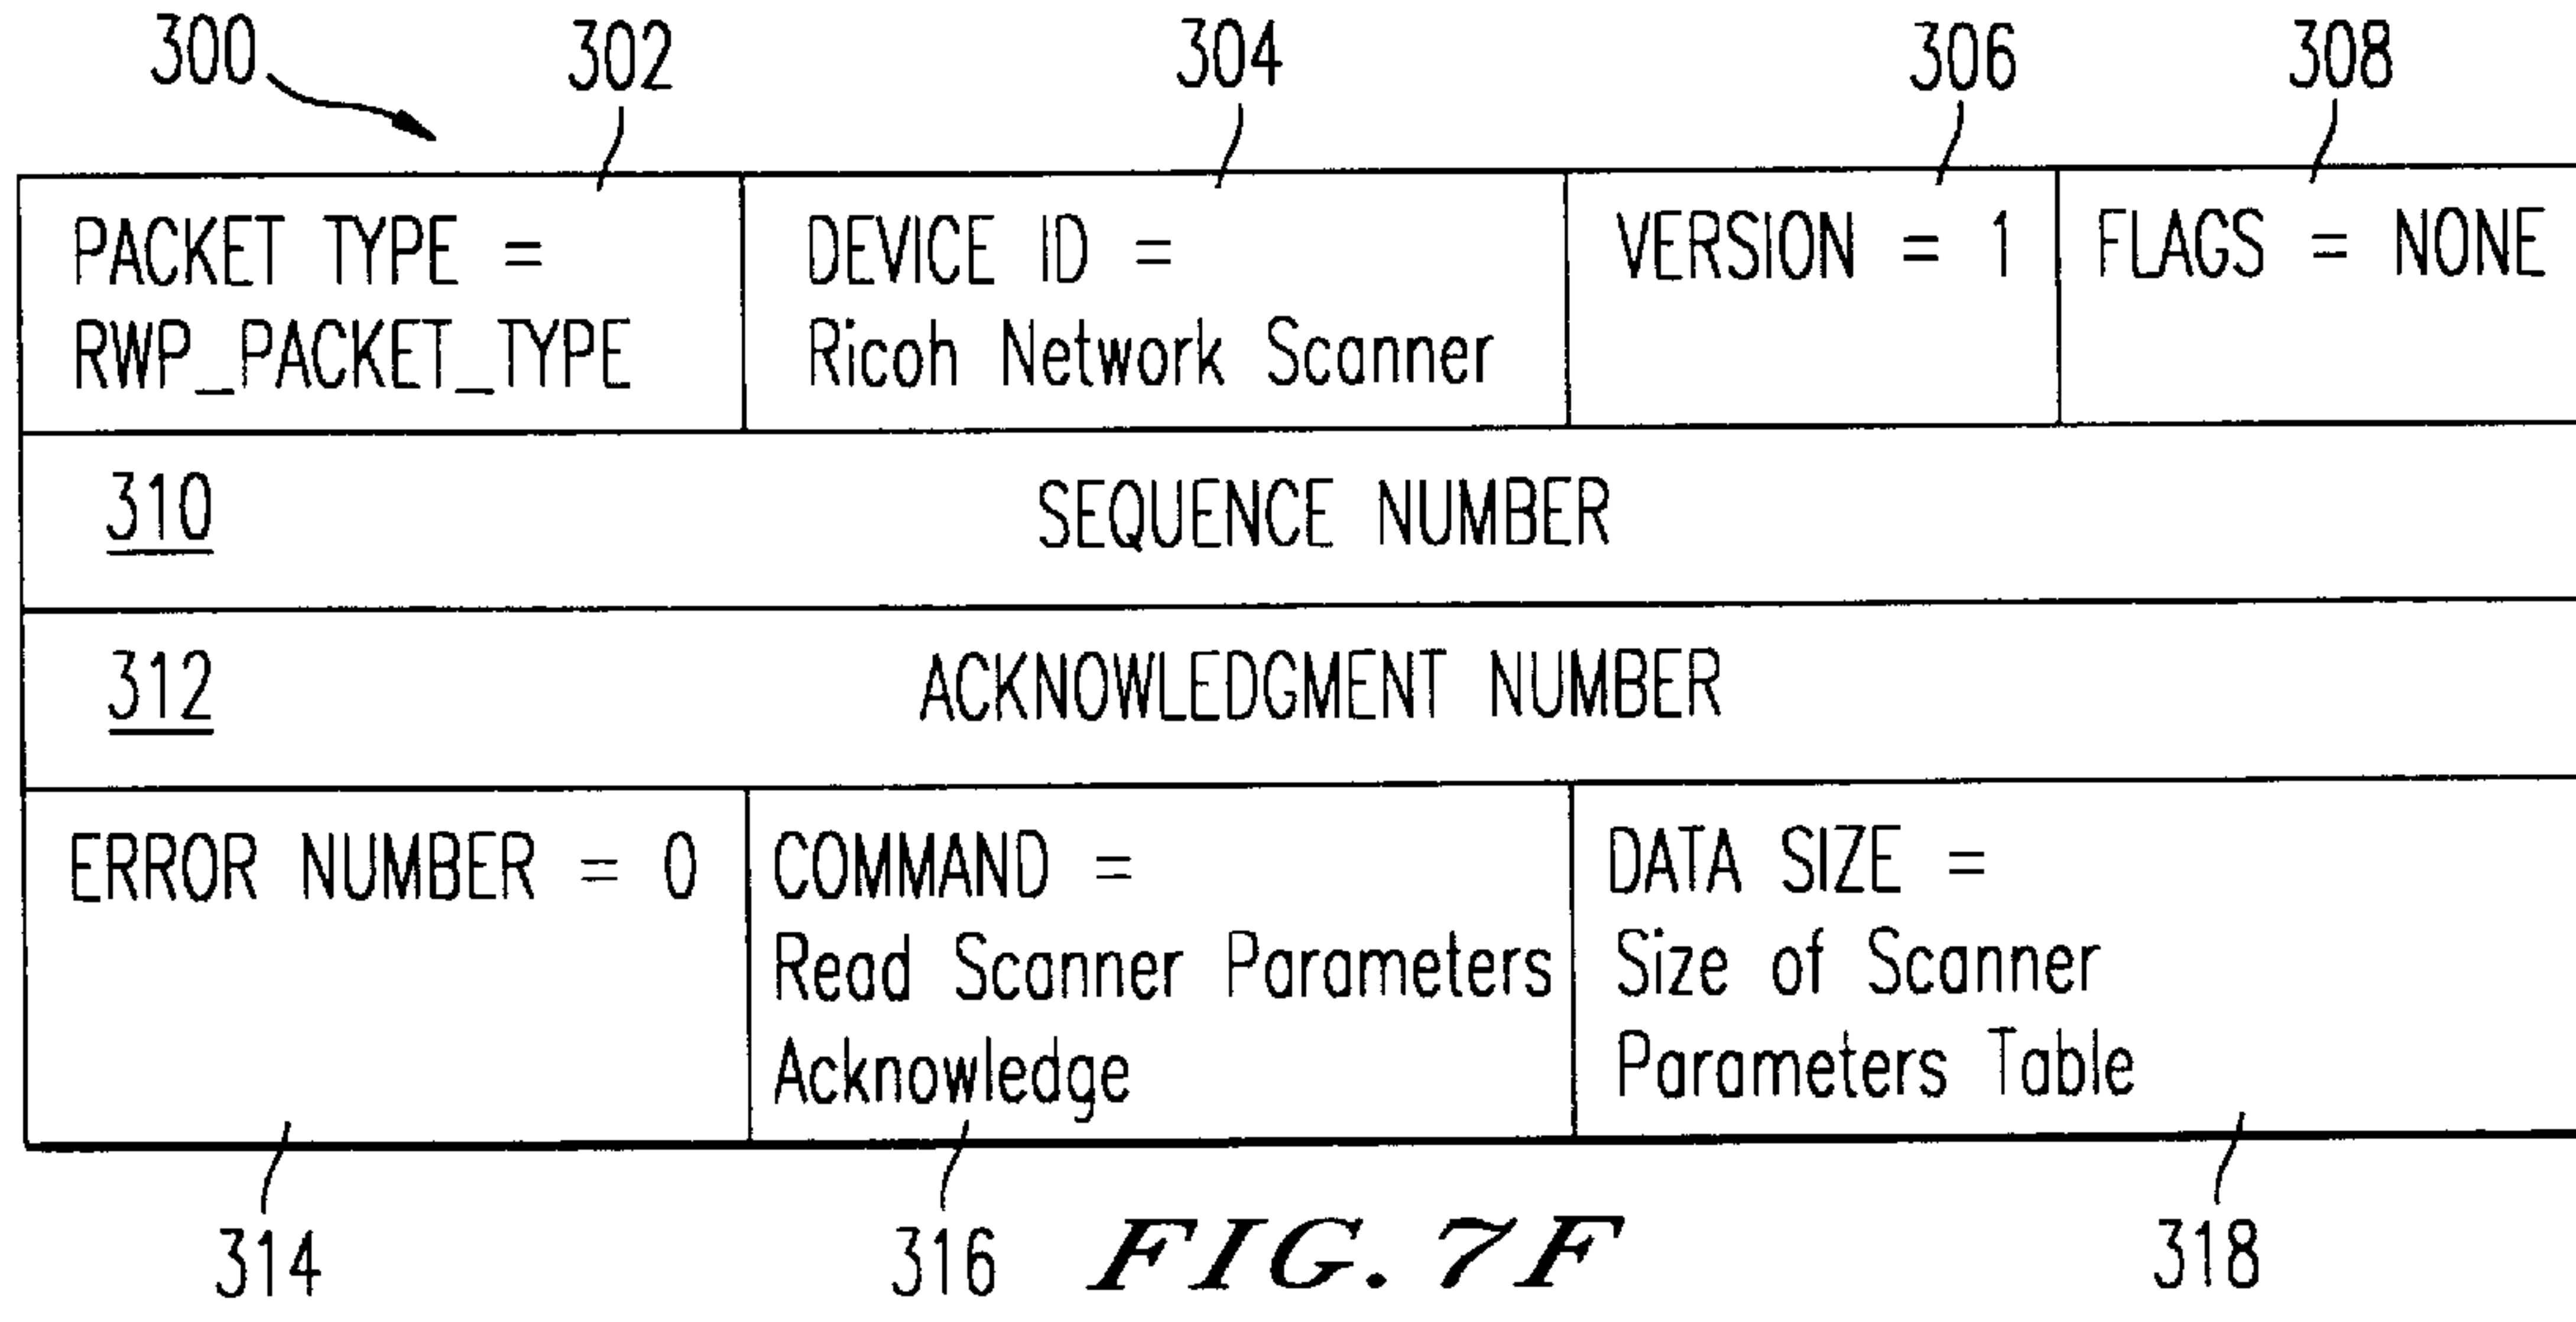 300 302 304 306 308
PACKET TYPE =
RWP_PACKET_TYPE
DEVICE ID =
Ricoh Network Scanner
VERSION = 1
FLAGS = NONE
310 SEQUENCE NUMBER
312 ACKNOWLEDGMENT NUMBER
ERROR NUMBER = 0
COMMAND =
Read Scanner Parameters
Acknowledge
DATA SIZE =
Size of Scanner
Parameters Table
314 316 318
FIG. 7F